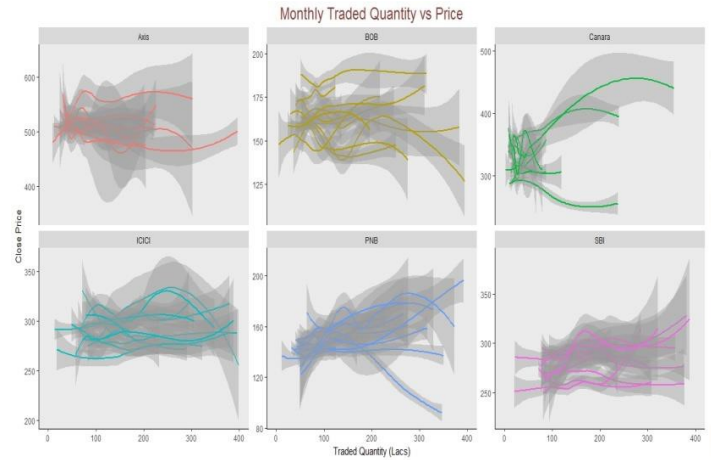 Monthly Traded Quantity vs Price
Axis
BOB
Canara
600
500
400
200
175
150
125
500
400
300
ICICI
PNB
SBI
350
300
250
200
200
160
120
80
350
300
250
0 100 200 300 400
0 100 200 300 400
0 100 200 300 400
Close Price
Traded Quantity (Lacs)